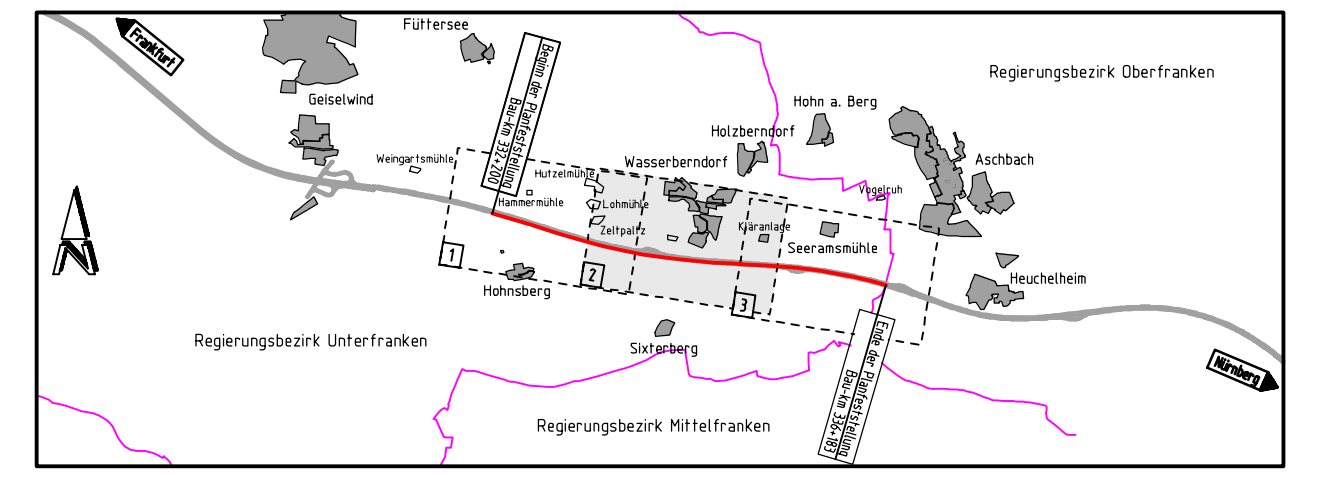 Füttersee
Frankfurt
Beginn der Planfeststellung
Bau-Km 332+200
Regierungsbezirk Oberfranken
Geiselwind
Hohn a. Berg
Holzberndorf
Weingartsmühle
Wasserberndorf
Aschbach
Hutzelmühle
Vogelruh
Hammermühle
Lohmühle
Zeltpaltz
Kläranlage
Seeramsmühle
1
2
3
Hohnsberg
Heuchelheim
N
Regierungsbezirk Unterfranken
Sixterberg
Ende der Planfeststellung
Bau-Km 336+183
Nürnberg
Regierungsbezirk Mittelfranken